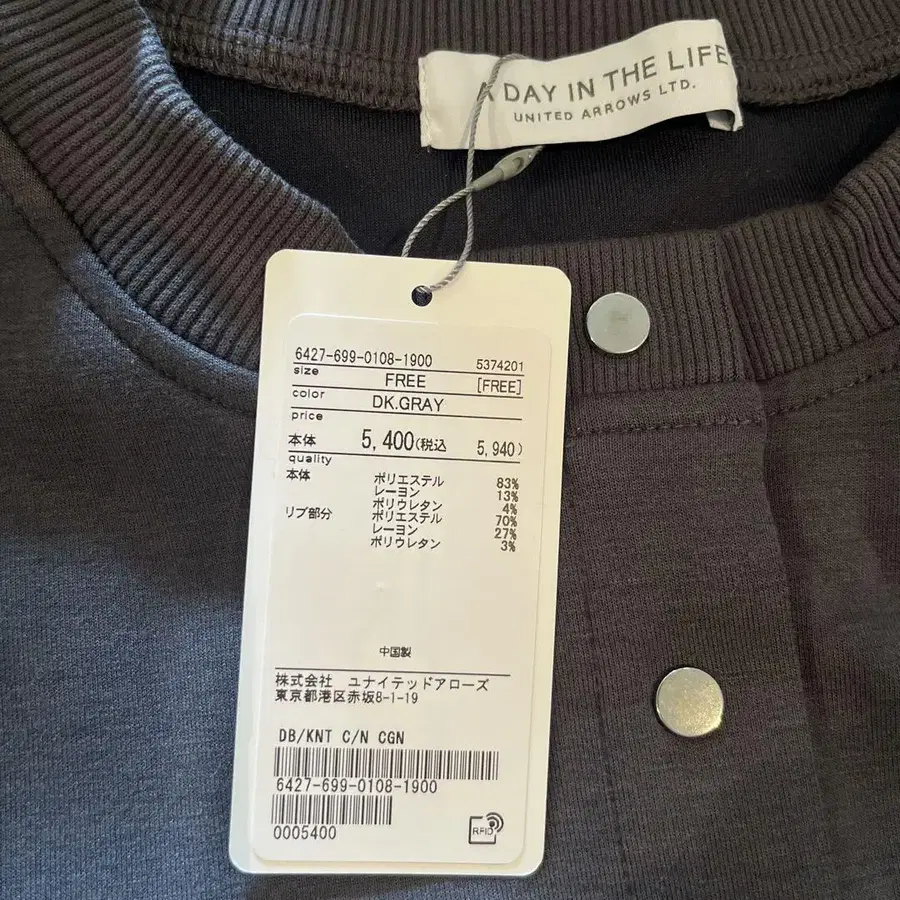 A DAY IN THE LIFE
UNITED ARROWS LTD.
6427-699-0108-1900 5374201
size FREE [FREE]
color DK.GRAY
price
本体 5,400(税込 5,940)
quality
本体 ポリエステル 83%
レーヨン 13%
ポリウレタン 4%
リブ部分 ポリエステル 70%
レーヨン 27%
ポリウレタン 3%
中国製
株式会社 ユナイテッドアローズ
東京都港区赤坂8-1-19
DB/KNT C/N CGN
6427-699-0108-1900
0005400
RFID